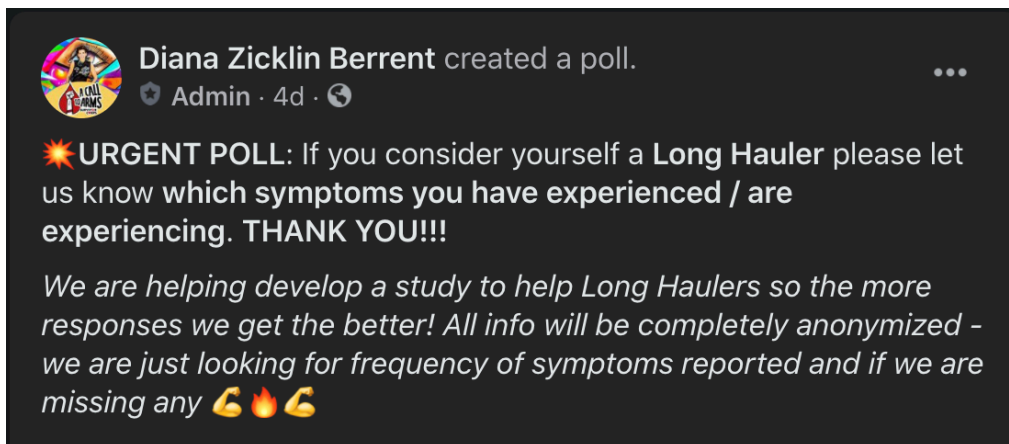 Diana Zicklin Berrent created a poll.
Admin · 4d ·
💥URGENT POLL: If you consider yourself a Long Hauler please let
us know which symptoms you have experienced / are
experiencing. THANK YOU!!!
We are helping develop a study to help Long Haulers so the more
responses we get the better! All info will be completely anonymized -
we are just looking for frequency of symptoms reported and if we are
missing any 💪🔥💪
A CALL
TO ARMS